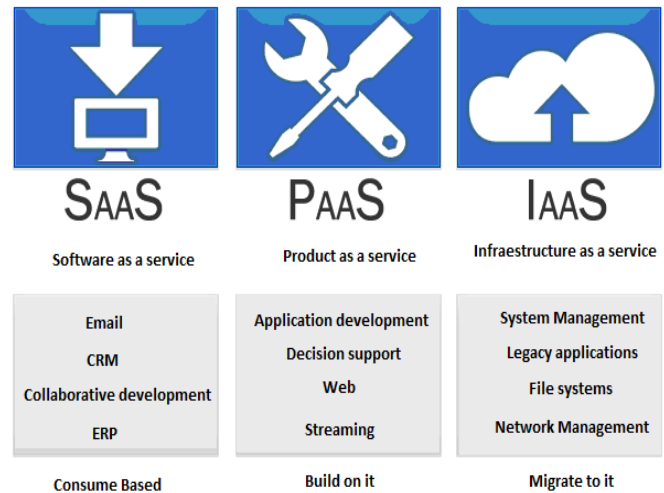 SaaS
Software as a service
Email
CRM
Collaborative development
ERP
Consume Based
PaaS
Product as a service
Application development
Decision support
Web
Streaming
Build on it
IaaS
Infraestructure as a service
System Management
Legacy applications
File systems
Network Management
Migrate to it